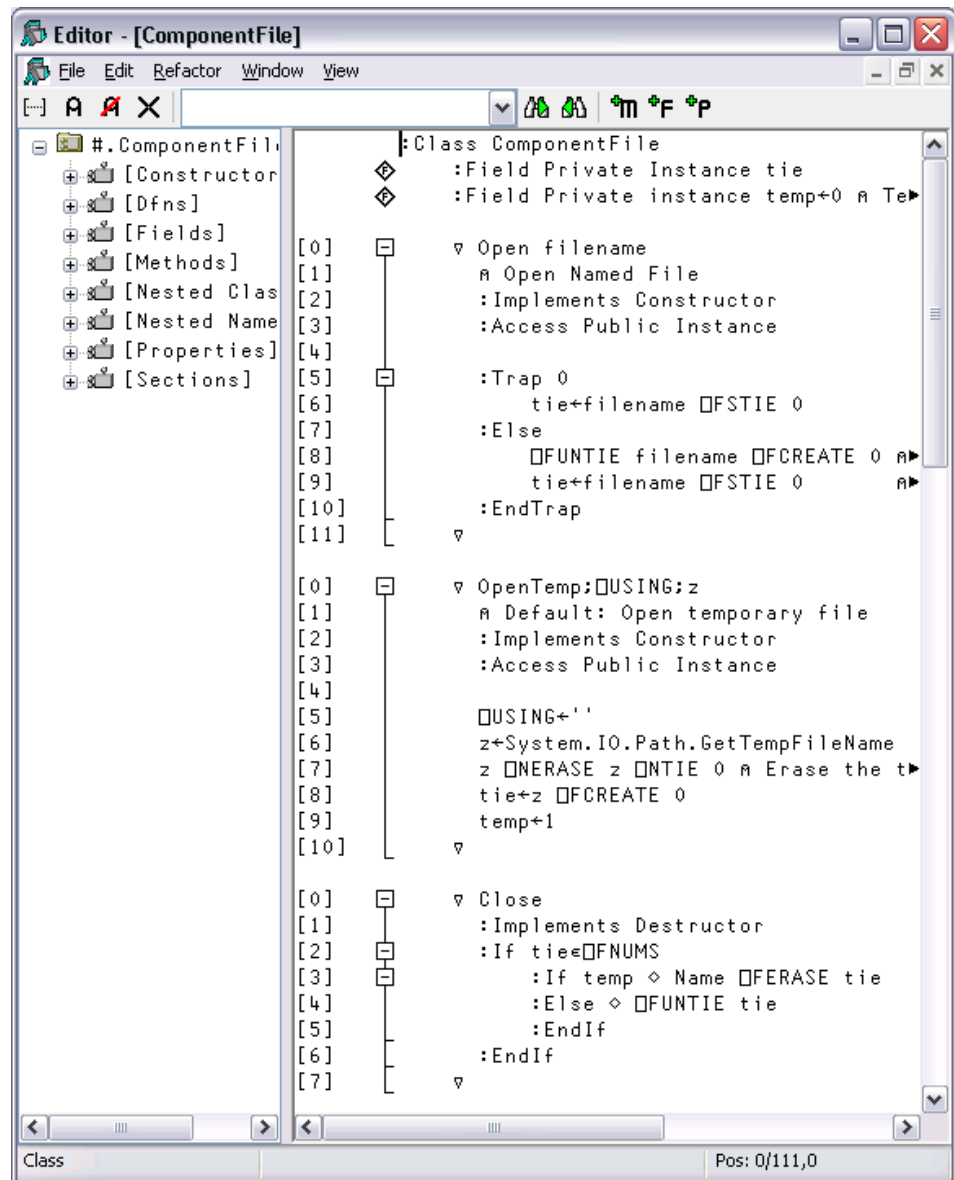 Editor - [ComponentFile]
File Edit Refactor Window View
[···] A A X m F P
#.ComponentFil
[Constructor
[Dfns]
[Fields]
[Methods]
[Nested Clas
[Nested Name
[Properties]
[Sections]
:Class ComponentFile
F :Field Private Instance tie
F :Field Private instance temp←0 ⍝ Te
[0] ∇ Open filename
[1] ⍝ Open Named File
[2] :Implements Constructor
[3] :Access Public Instance
[4]
[5] :Trap 0
[6] tie←filename ⎕FSTIE 0
[7] :Else
[8] ⎕FUNTIE filename ⎕FCREATE 0 ⍝
[9] tie←filename ⎕FSTIE 0 ⍝
[10] :EndTrap
[11] ∇
[0] ∇ OpenTemp;⎕USING;z
[1] ⍝ Default: Open temporary file
[2] :Implements Constructor
[3] :Access Public Instance
[4]
[5] ⎕USING←''
[6] z←System.IO.Path.GetTempFileName
[7] z ⎕NERASE z ⎕NTIE 0 ⍝ Erase the t
[8] tie←z ⎕FCREATE 0
[9] temp←1
[10] ∇
[0] ∇ Close
[1] :Implements Destructor
[2] :If tie∊⎕FNUMS
[3] :If temp ⋄ Name ⎕FERASE tie
[4] :Else ⋄ ⎕FUNTIE tie
[5] :EndIf
[6] :EndIf
[7] ∇
Class Pos: 0/111,0